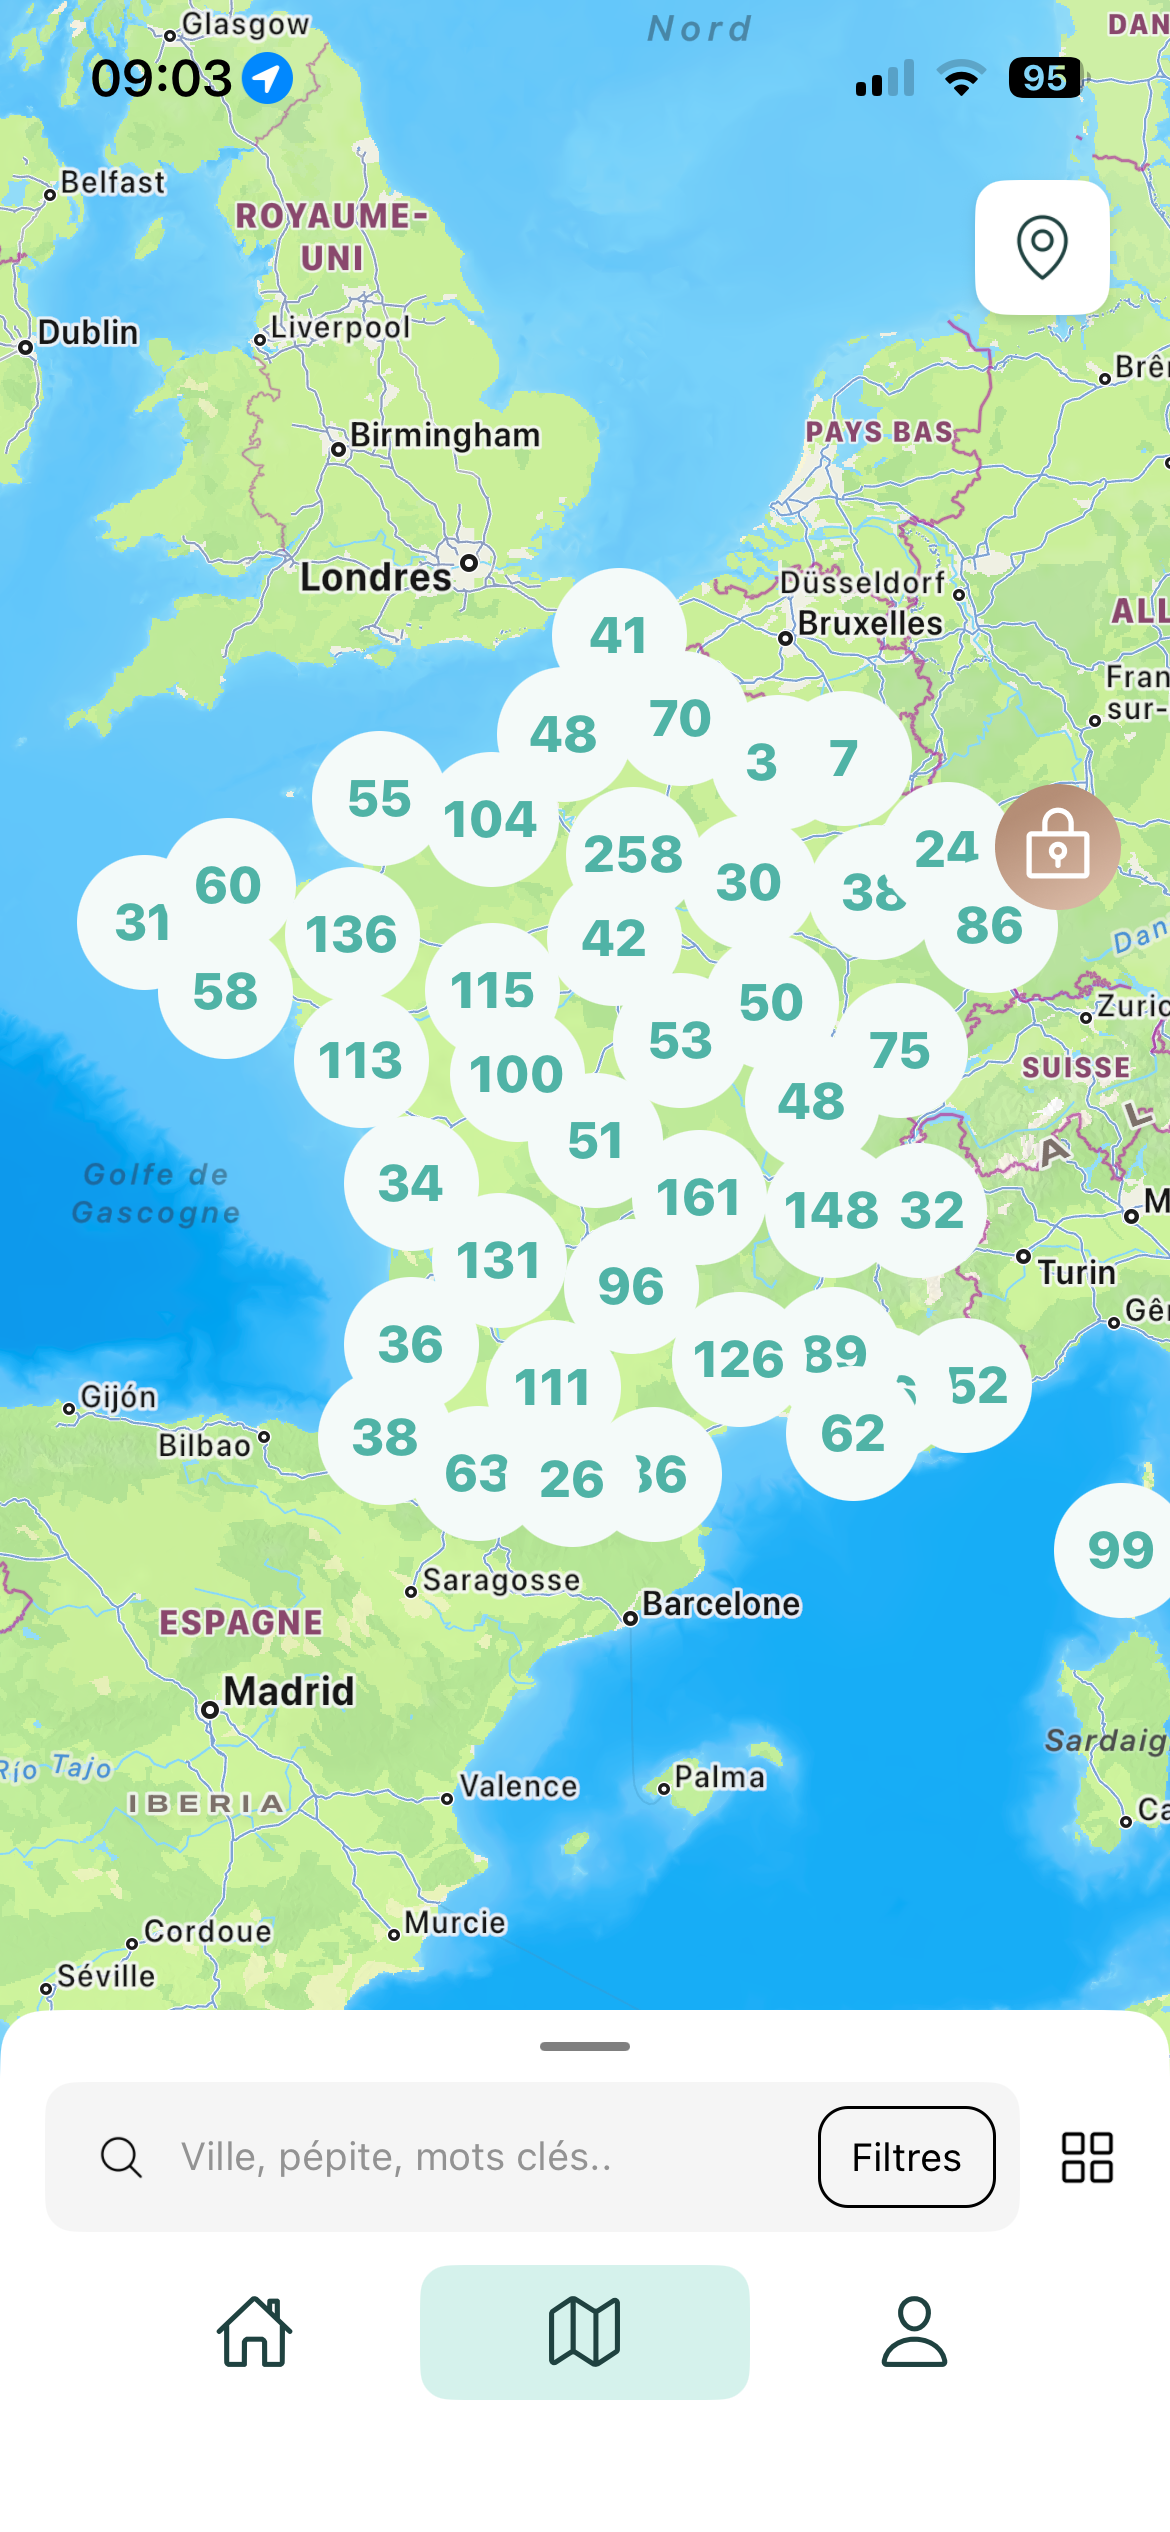 Glasgow
Nord
DAN
09:03
95
Belfast
ROYAUME-
UNI
Dublin
Liverpool
Brê
Birmingham
PAYS BAS
Londres
Düsseldorf
Bruxelles
ALL
41
Fran
sur-
48
70
3
7
55
104
258
30
38
24
60
31
136
42
86
Dan
58
115
50
Zuric
113
100
53
75
SUISSE
48
A L
51
Golfe de
Gascogne
34
161
148
32
M
131
96
Turin
Gê
36
126
89
111
52
Gijón
Bilbao
38
62
63
26
36
99
Saragosse
Barcelone
ESPAGNE
Madrid
Sardaig
Río Tajo
Valence
Palma
IBERIA
Ca
Murcie
Cordoue
Séville
Ville, pépite, mots clés..
Filtres